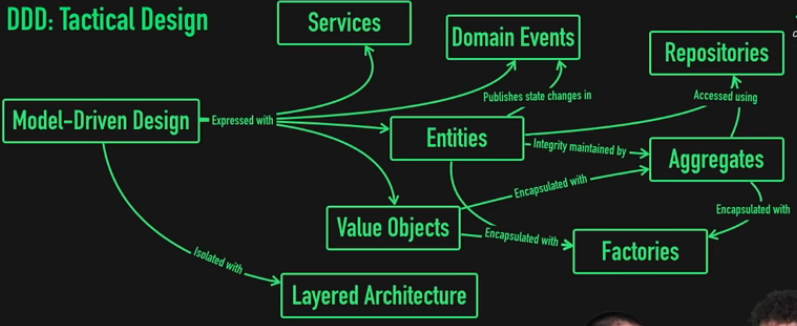 DDD: Tactical Design
Services
Domain Events
Repositories
Publishes state changes in
Accessed using
Model-Driven Design
Expressed with
Entities
Integrity maintained by
Aggregates
Encapsulated with
Encapsulated with
Value Objects
Encapsulated with
Factories
Isolated with
Layered Architecture